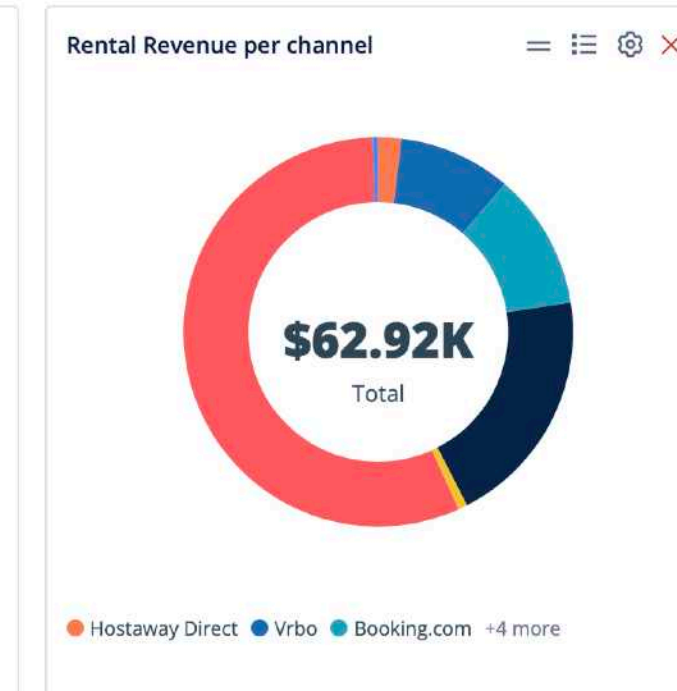 Rental Revenue per channel
$62.92K
Total
Hostaway Direct Vrbo Booking.com +4 more